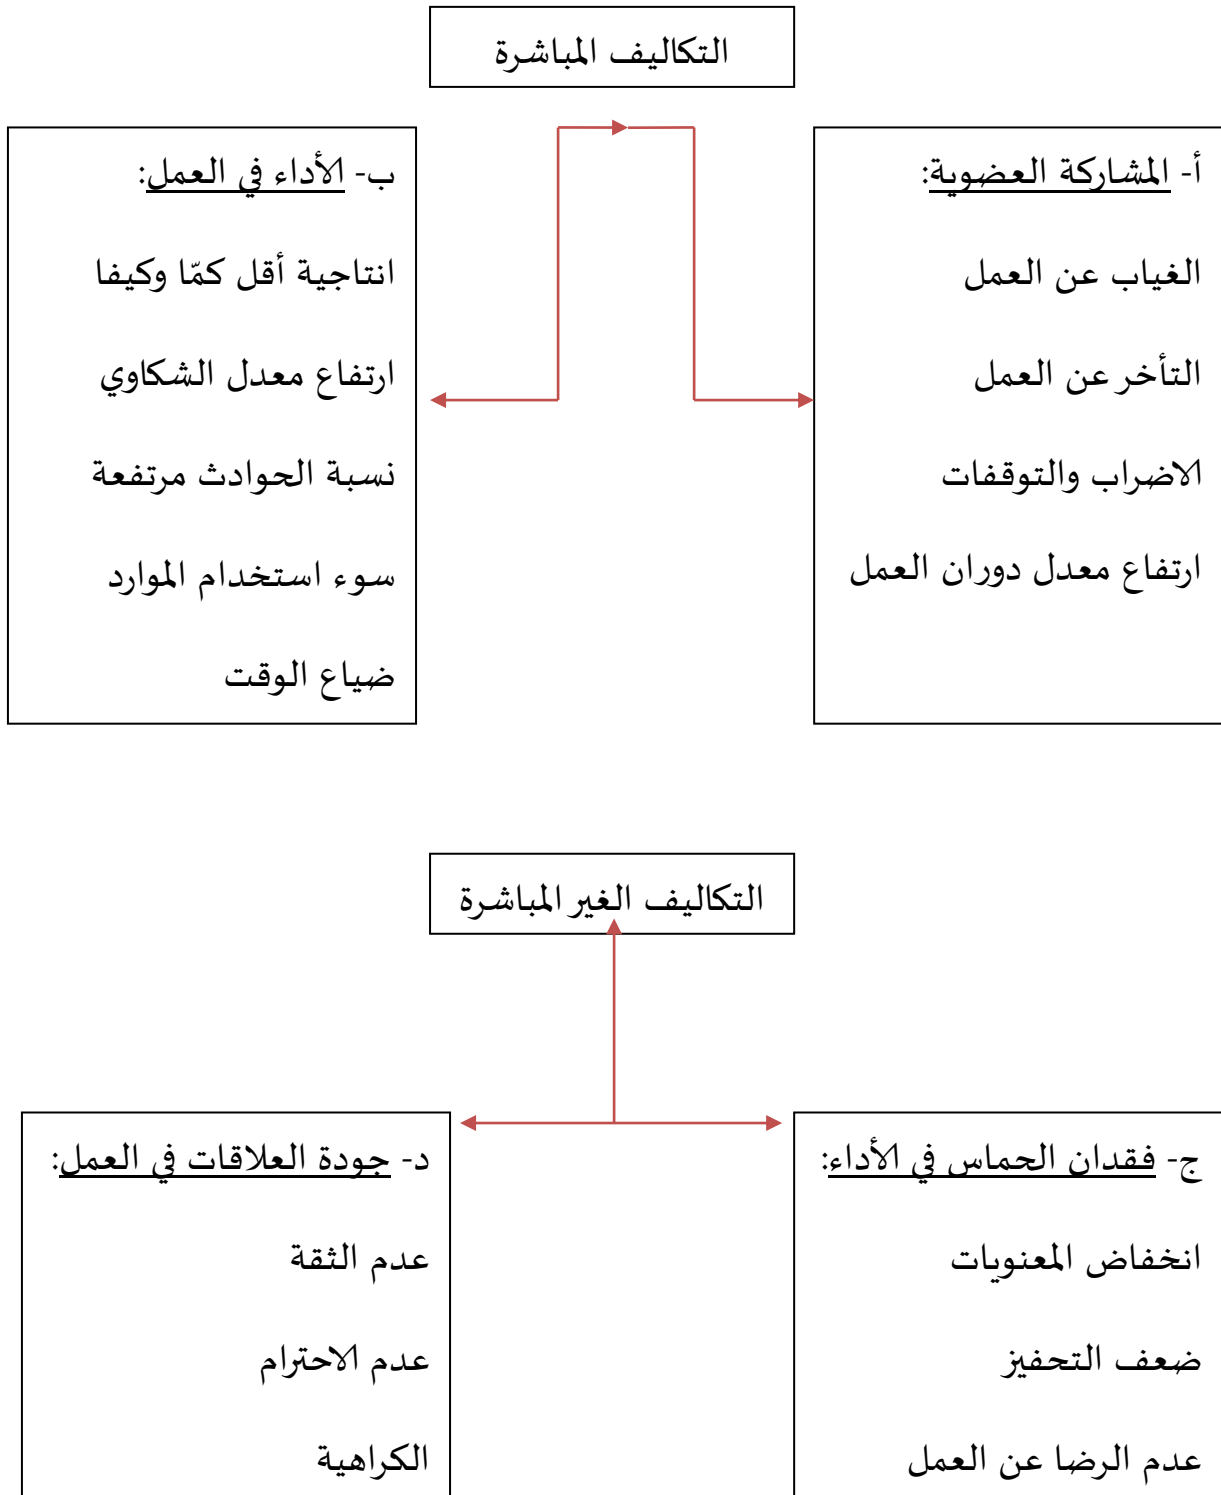 التكاليف المباشرة
أ- المشاركة العضوية:
الغياب عن العمل
التأخر عن العمل
الاضراب والتوقفات
ارتفاع معدل دوران العمل
ب- الأداء في العمل:
انتاجية أقل كمّا وكيفا
ارتفاع معدل الشكاوي
نسبة الحوادث مرتفعة
سوء استخدام الموارد
ضياع الوقت
التكاليف الغير المباشرة
ج- فقدان الحماس في الأداء:
انخفاض المعنويات
ضعف التحفيز
عدم الرضا عن العمل
د- جودة العلاقات في العمل:
عدم الثقة
عدم الاحترام
الكراهية